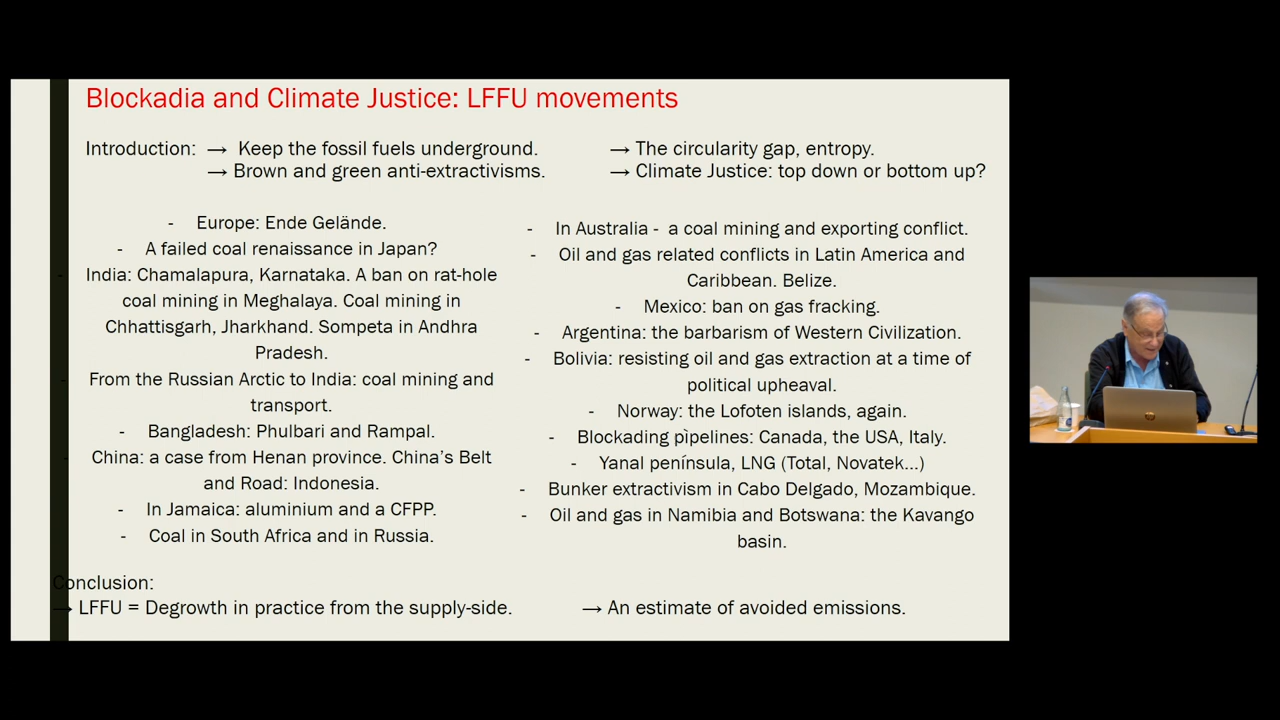 Blockadia and Climate Justice: LFFU movements
Introduction: → Keep the fossil fuels underground.
→ Brown and green anti-extractivisms.
→ The circularity gap, entropy.
→ Climate Justice: top down or bottom up?
- Europe: Ende Gelände.
- A failed coal renaissance in Japan?
- India: Chamalapura, Karnataka. A ban on rat-hole
coal mining in Meghalaya. Coal mining in
Chhattisgarh, Jharkhand. Sompeta in Andhra
Pradesh.
- From the Russian Arctic to India: coal mining and
transport.
- Bangladesh: Phulbari and Rampal.
- China: a case from Henan province. China's Belt
and Road: Indonesia.
- In Jamaica: aluminium and a CFPP.
- Coal in South Africa and in Russia.
- In Australia - a coal mining and exporting conflict.
- Oil and gas related conflicts in Latin America and
Caribbean. Belize.
- Mexico: ban on gas fracking.
- Argentina: the barbarism of Western Civilization.
- Bolivia: resisting oil and gas extraction at a time of
political upheaval.
- Norway: the Lofoten islands, again.
- Blockading pipelines: Canada, the USA, Italy.
- Yanal península, LNG (Total, Novatek...)
- Bunker extractivism in Cabo Delgado, Mozambique.
- Oil and gas in Namibia and Botswana: the Kavango
basin.
Conclusion:
→ LFFU = Degrowth in practice from the supply-side.
→ An estimate of avoided emissions.